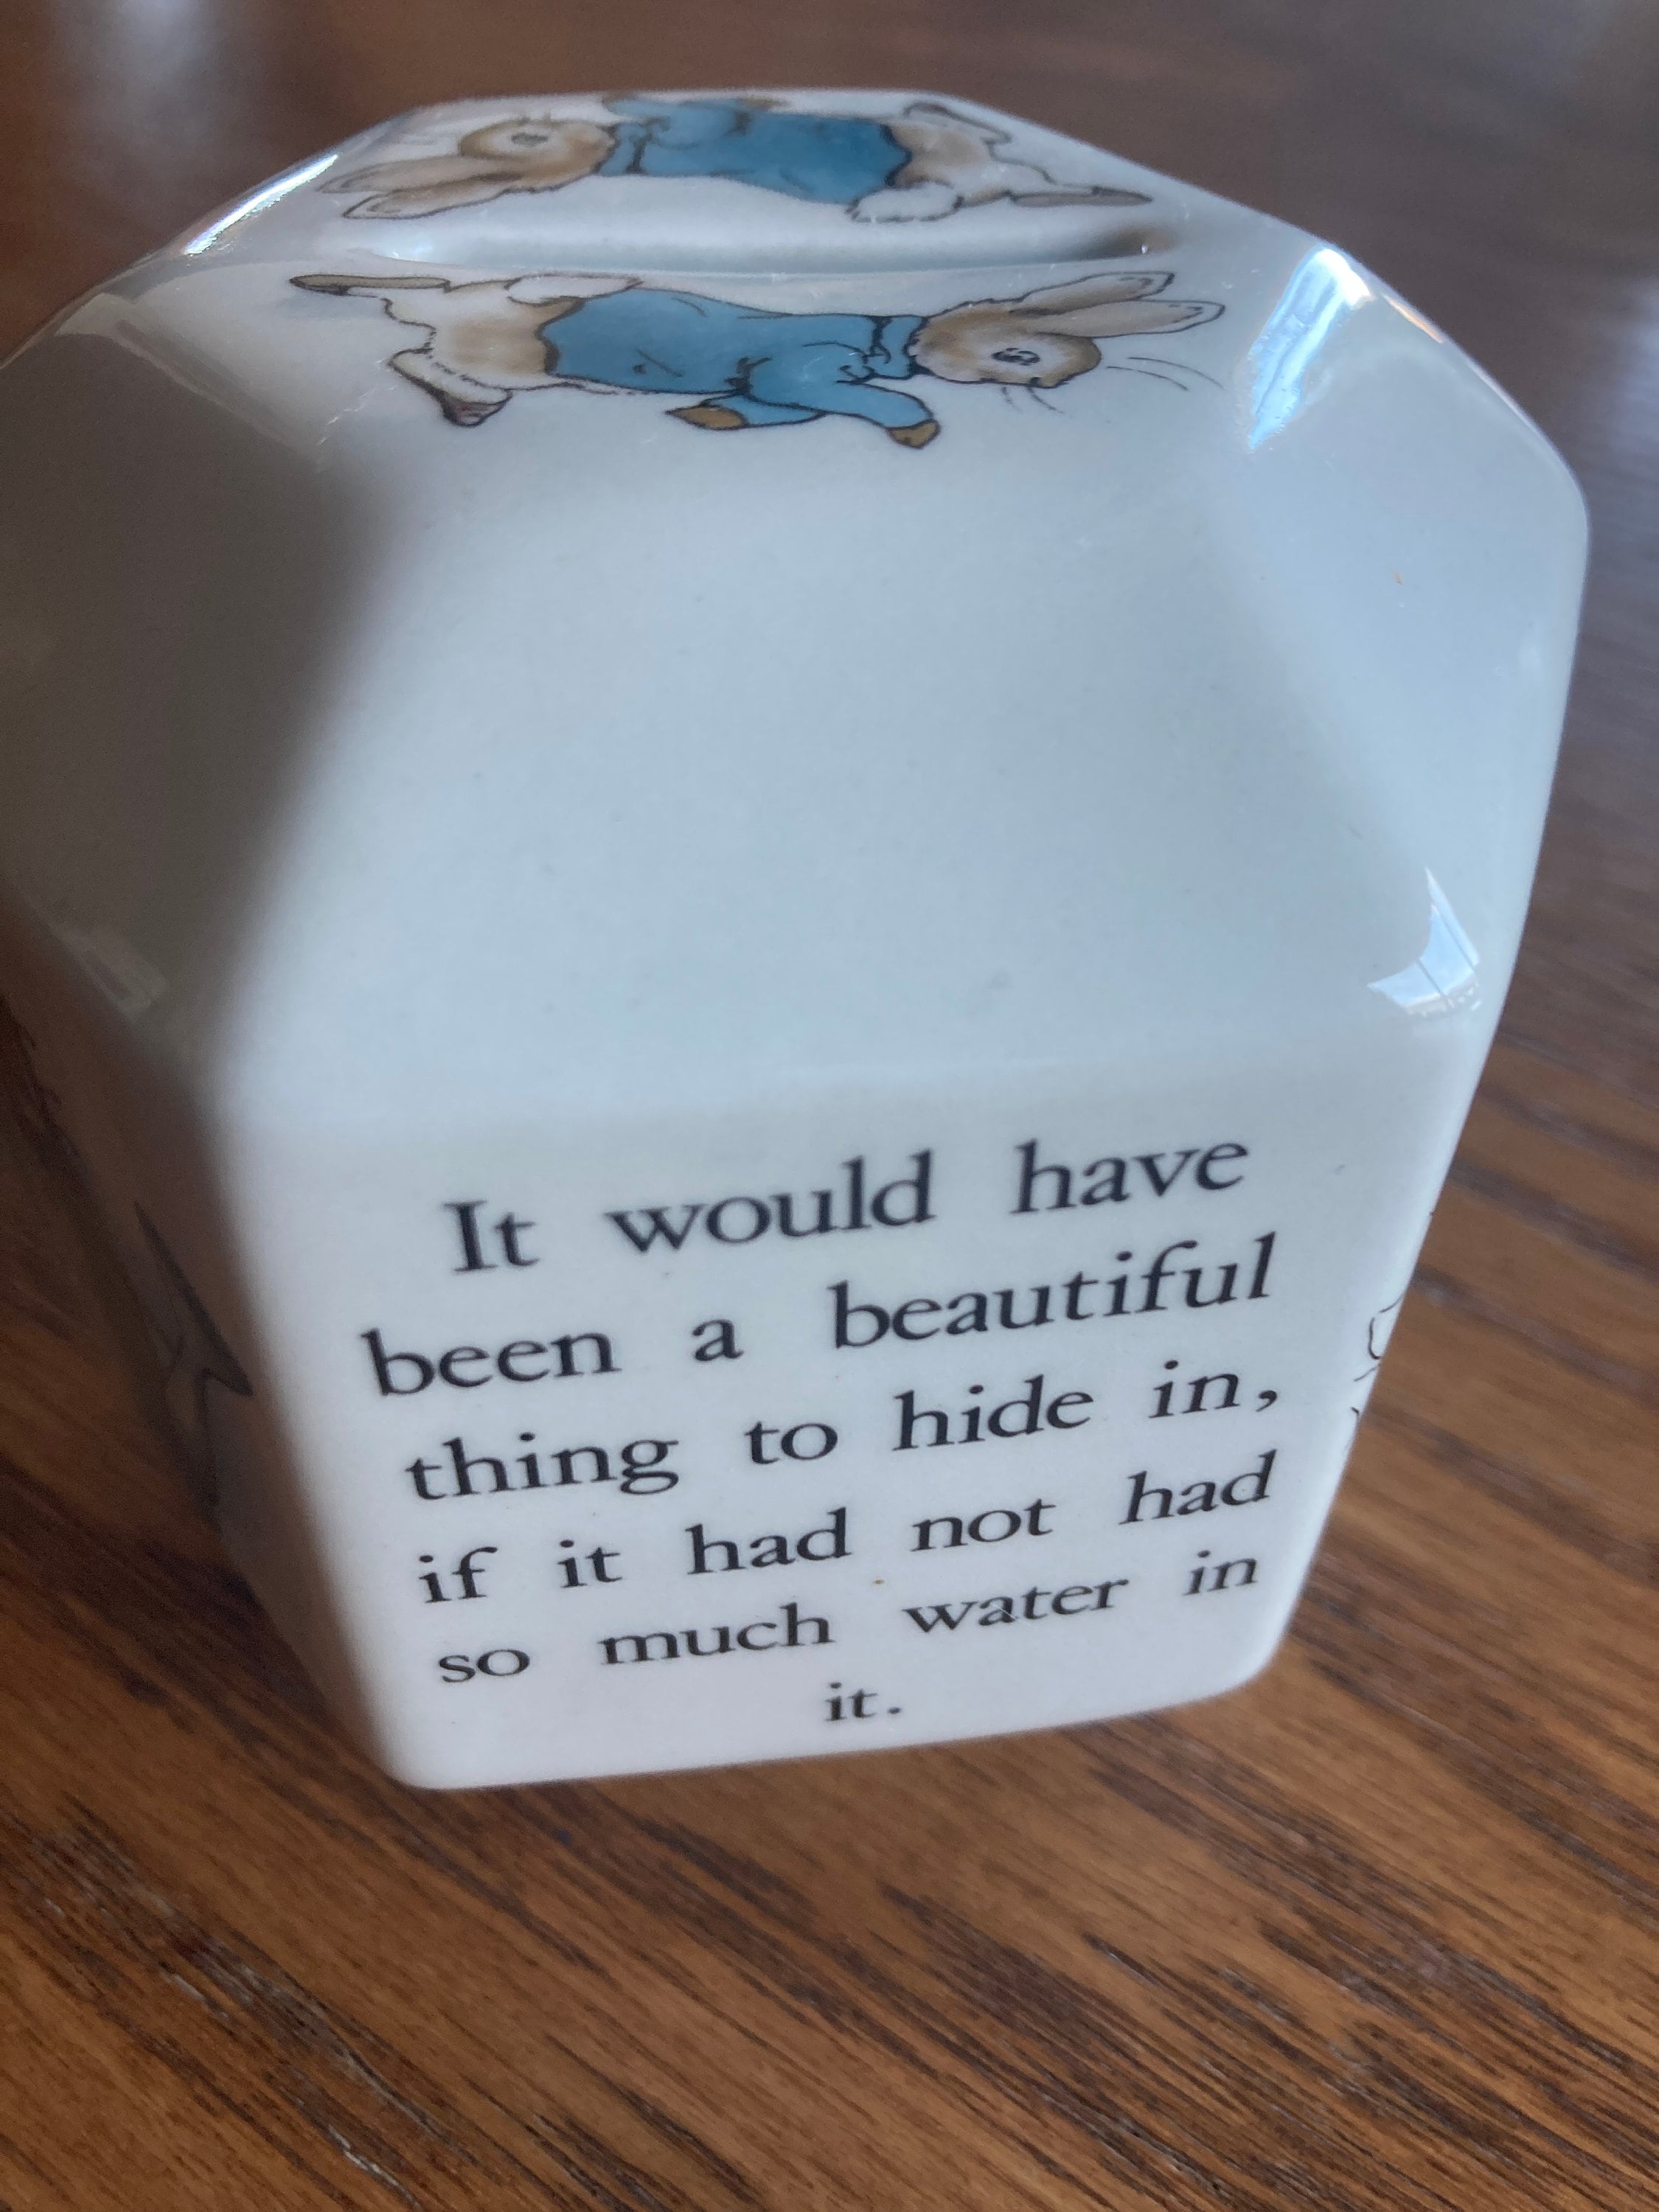 It would have
been a beautiful
thing to hide in,
if it had not had
so much water in
it.